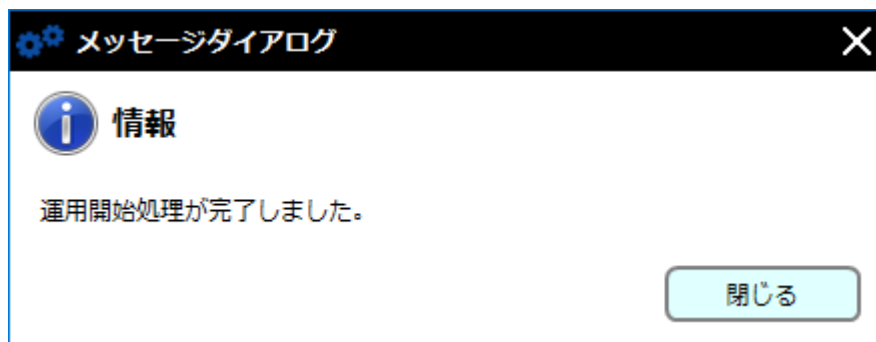 メッセージダイアログ
情報
運用開始処理が完了しました。
閉じる